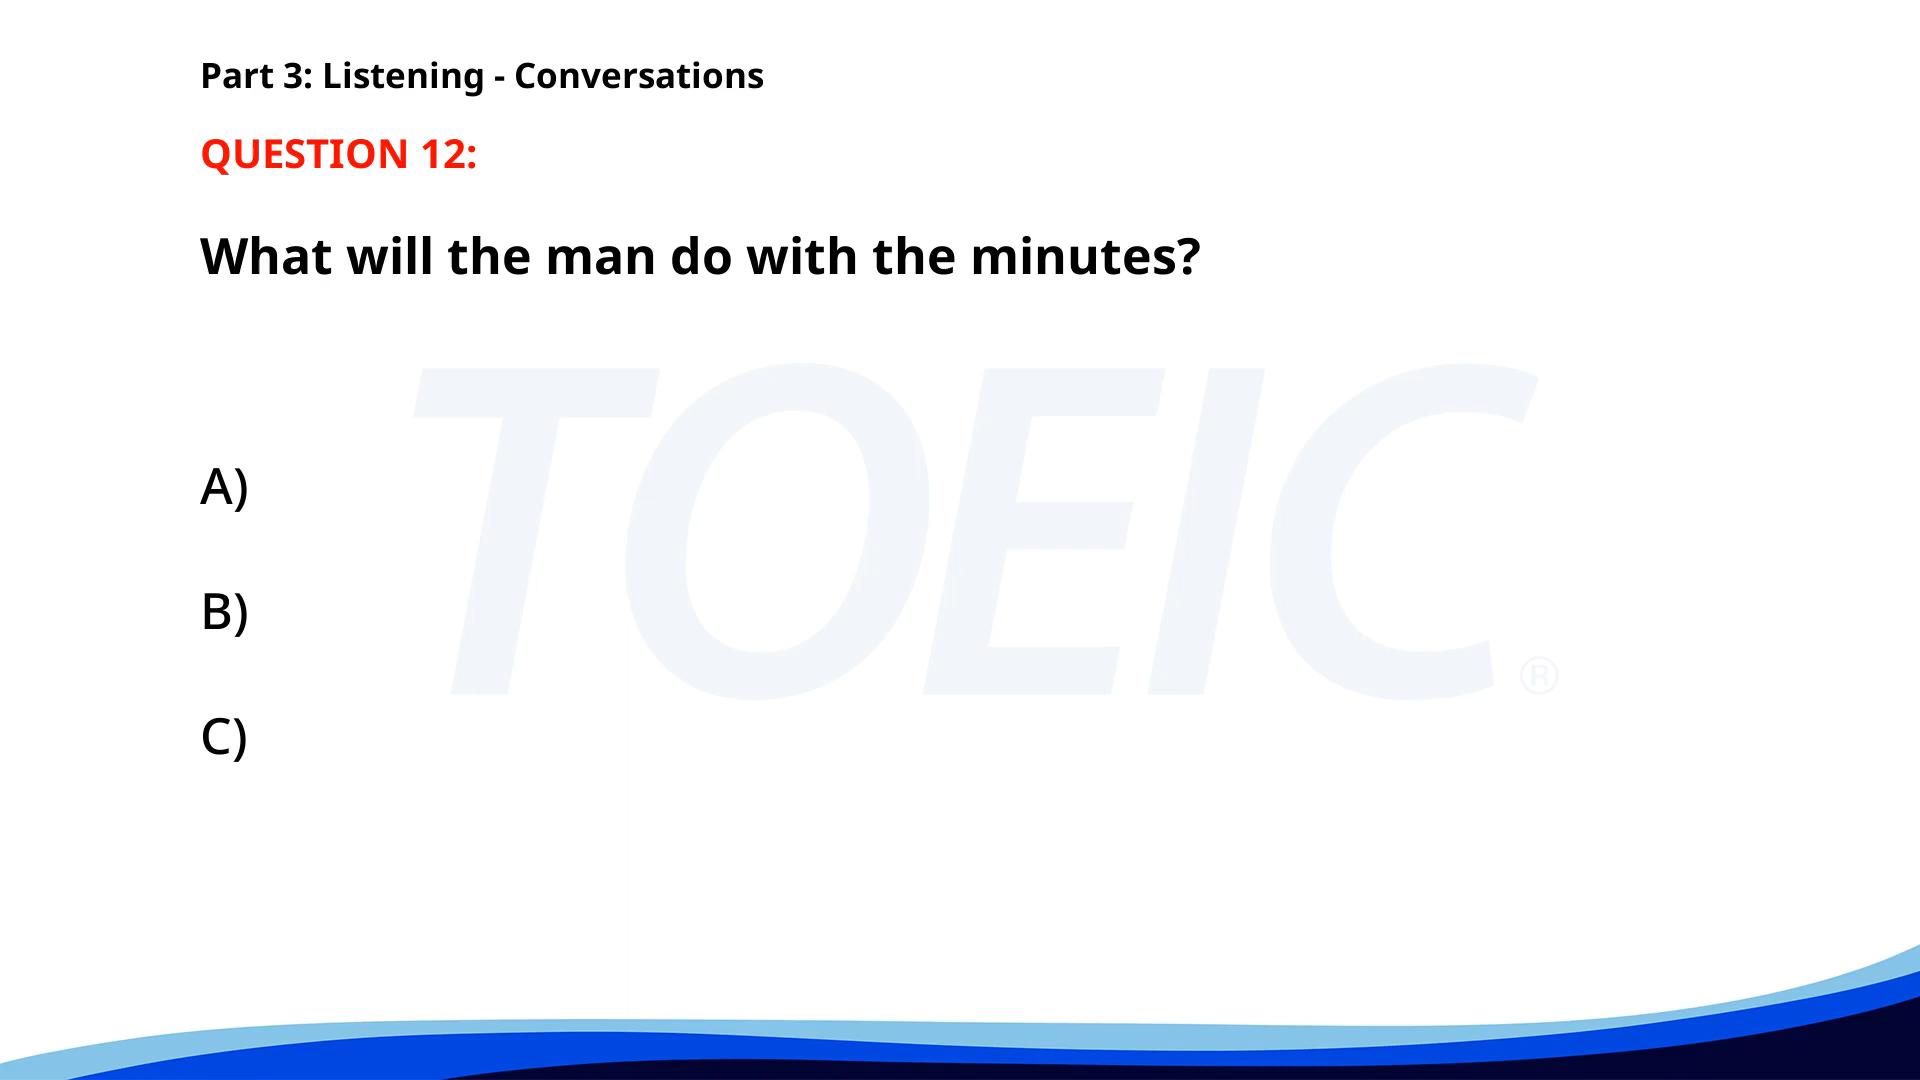 Part 3: Listening - Conversations
QUESTION 12:
What will the man do with the minutes?
TOEIC®
A)
B)
C)